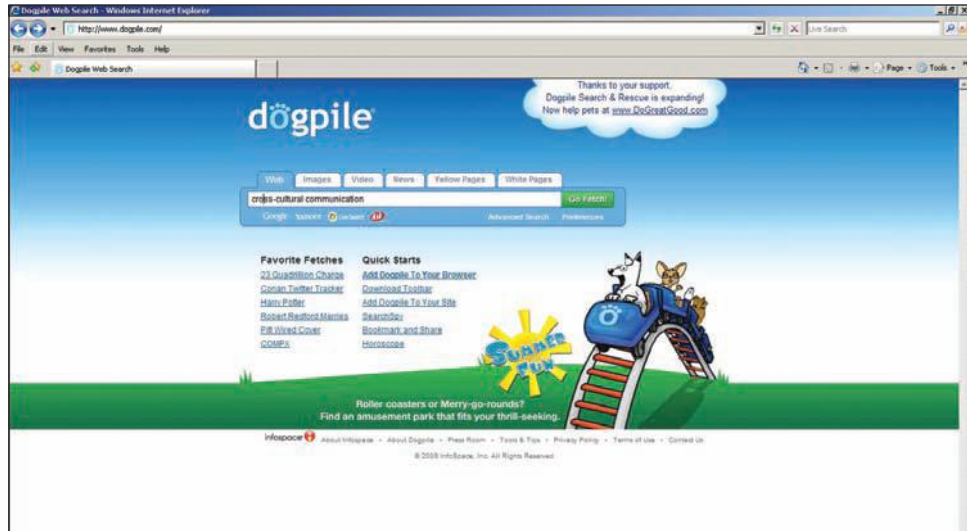 Dogpile Web Search - Windows Internet Explorer
http://www.dogpile.com/
Live Search
File Edit View Favorites Tools Help
Dogpile Web Search
Page Tools
Thanks to your support,
Dogpile Search & Rescue is expanding!
Now help pets at www.DoGreatGood.com
dogpile
Web Images Video News Yellow Pages White Pages
cross-cultural communication
Go Fetch!
Google Yahoo!
Advanced Search Preferences
Favorite Fetches
23 Quadrillion Charge
Conan Twitter Tracker
Harry Potter
Robert Redford Marries
Pitt Wired Cover
COMPX
Quick Starts
Add Dogpile To Your Browser
Download Toolbar
Add Dogpile To Your Site
SearchSpy
Bookmark and Share
Horoscope
SUMMER
FUN
Roller coasters or Merry-go-rounds?
Find an amusement park that fits your thrill-seeking.
infospace About InfoSpace • About Dogpile • Press Room • Tools & Tips • Privacy Policy • Terms of Use • Contact Us
InfoSpace, Inc. All Rights Reserved